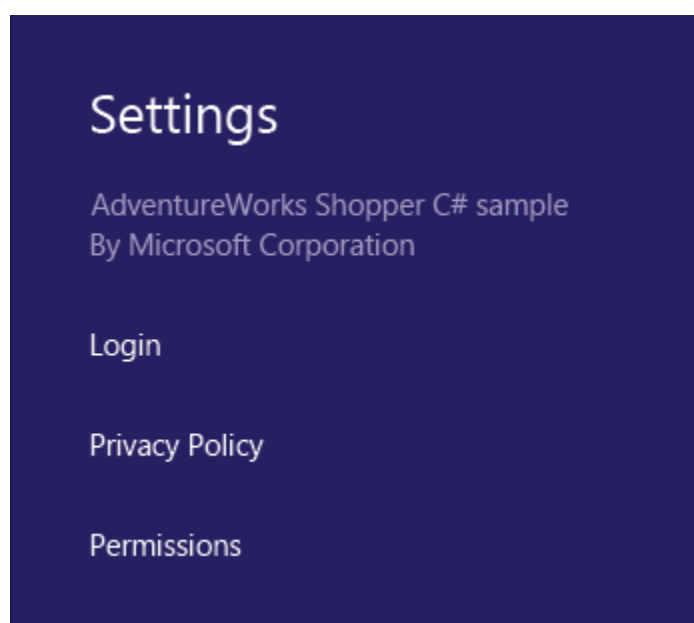 Settings
AdventureWorks Shopper C# sample
By Microsoft Corporation
Login
Privacy Policy
Permissions